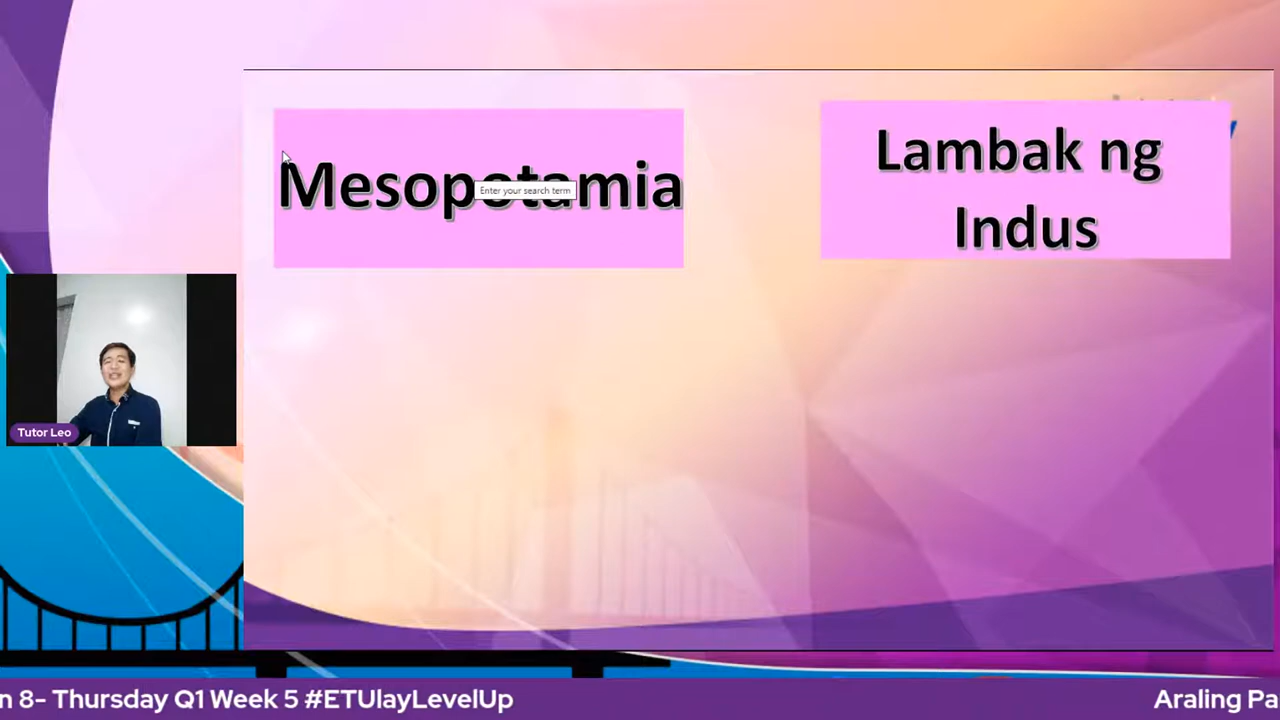 Mesopotamia
Enter your search term
Lambak ng
Indus
Tutor Leo
n 8- Thursday Q1 Week 5 #ETUlayLevelUp
Araling Pa